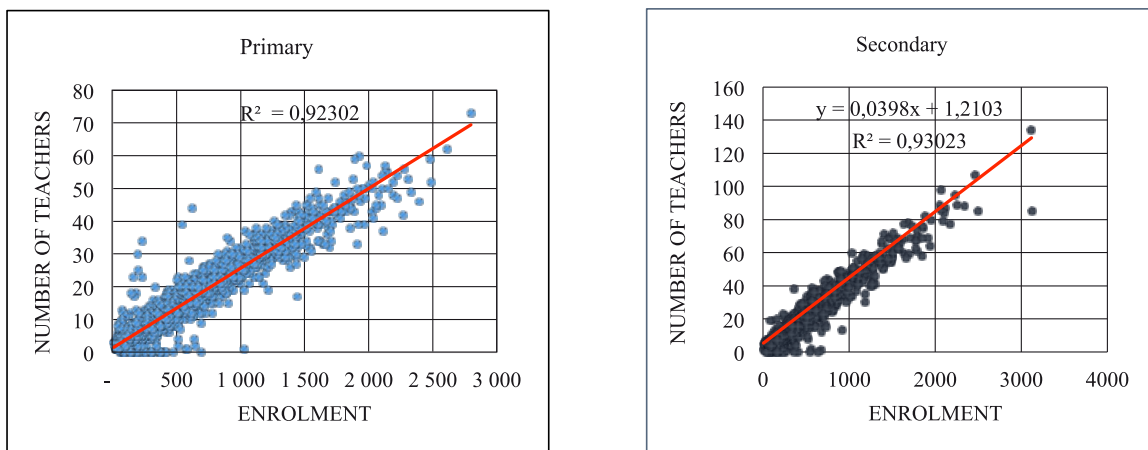 Primary
R² = 0,92302
NUMBER OF TEACHERS
80
70
60
50
40
30
20
10
0
- 500 1 000 1 500 2 000 2 500 3 000
ENROLMENT
Secondary
y = 0,0398x + 1,2103
R² = 0,93023
NUMBER OF TEACHERS
160
140
120
100
80
60
40
20
0
0 1000 2000 3000 4000
ENROLMENT